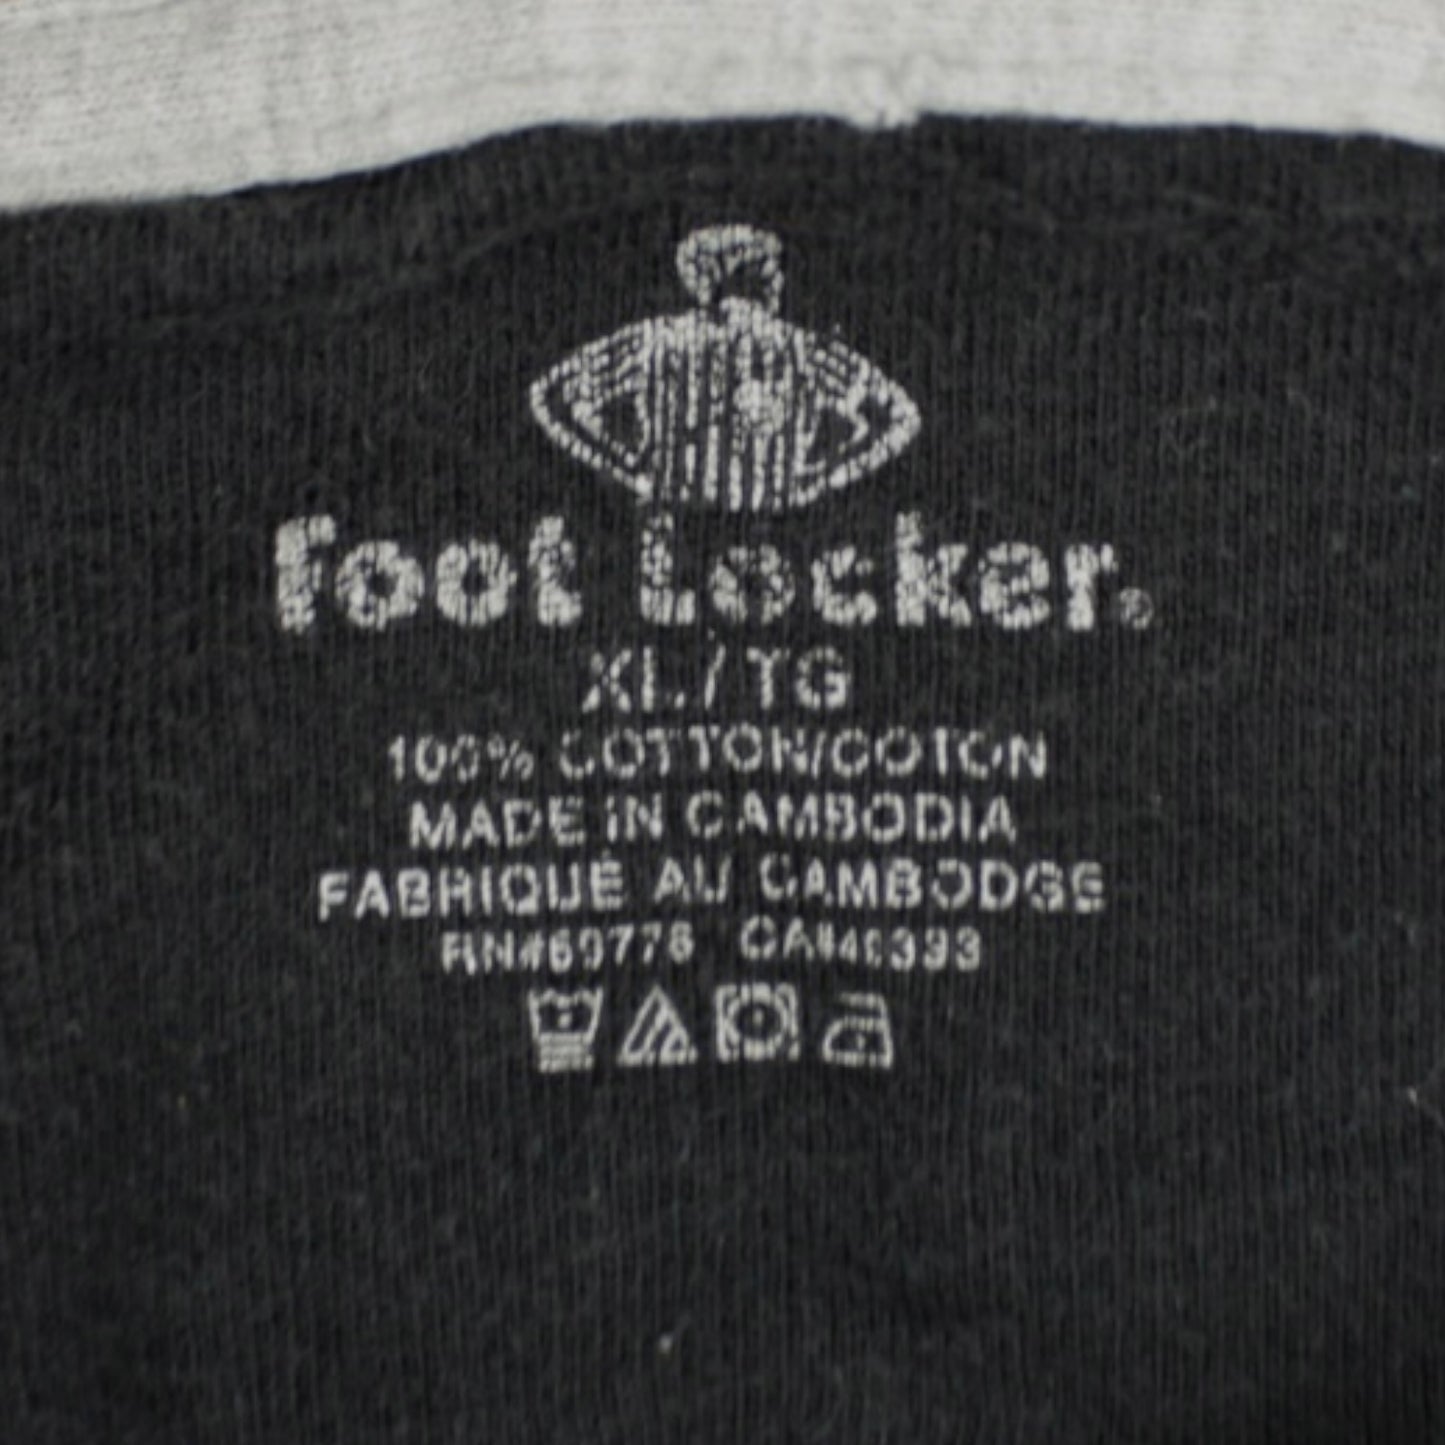 Foot Locker®
XL/TG
100% COTTON/COTON
MADE IN CAMBODIA
FABRIQUÉ AU CAMBODGE